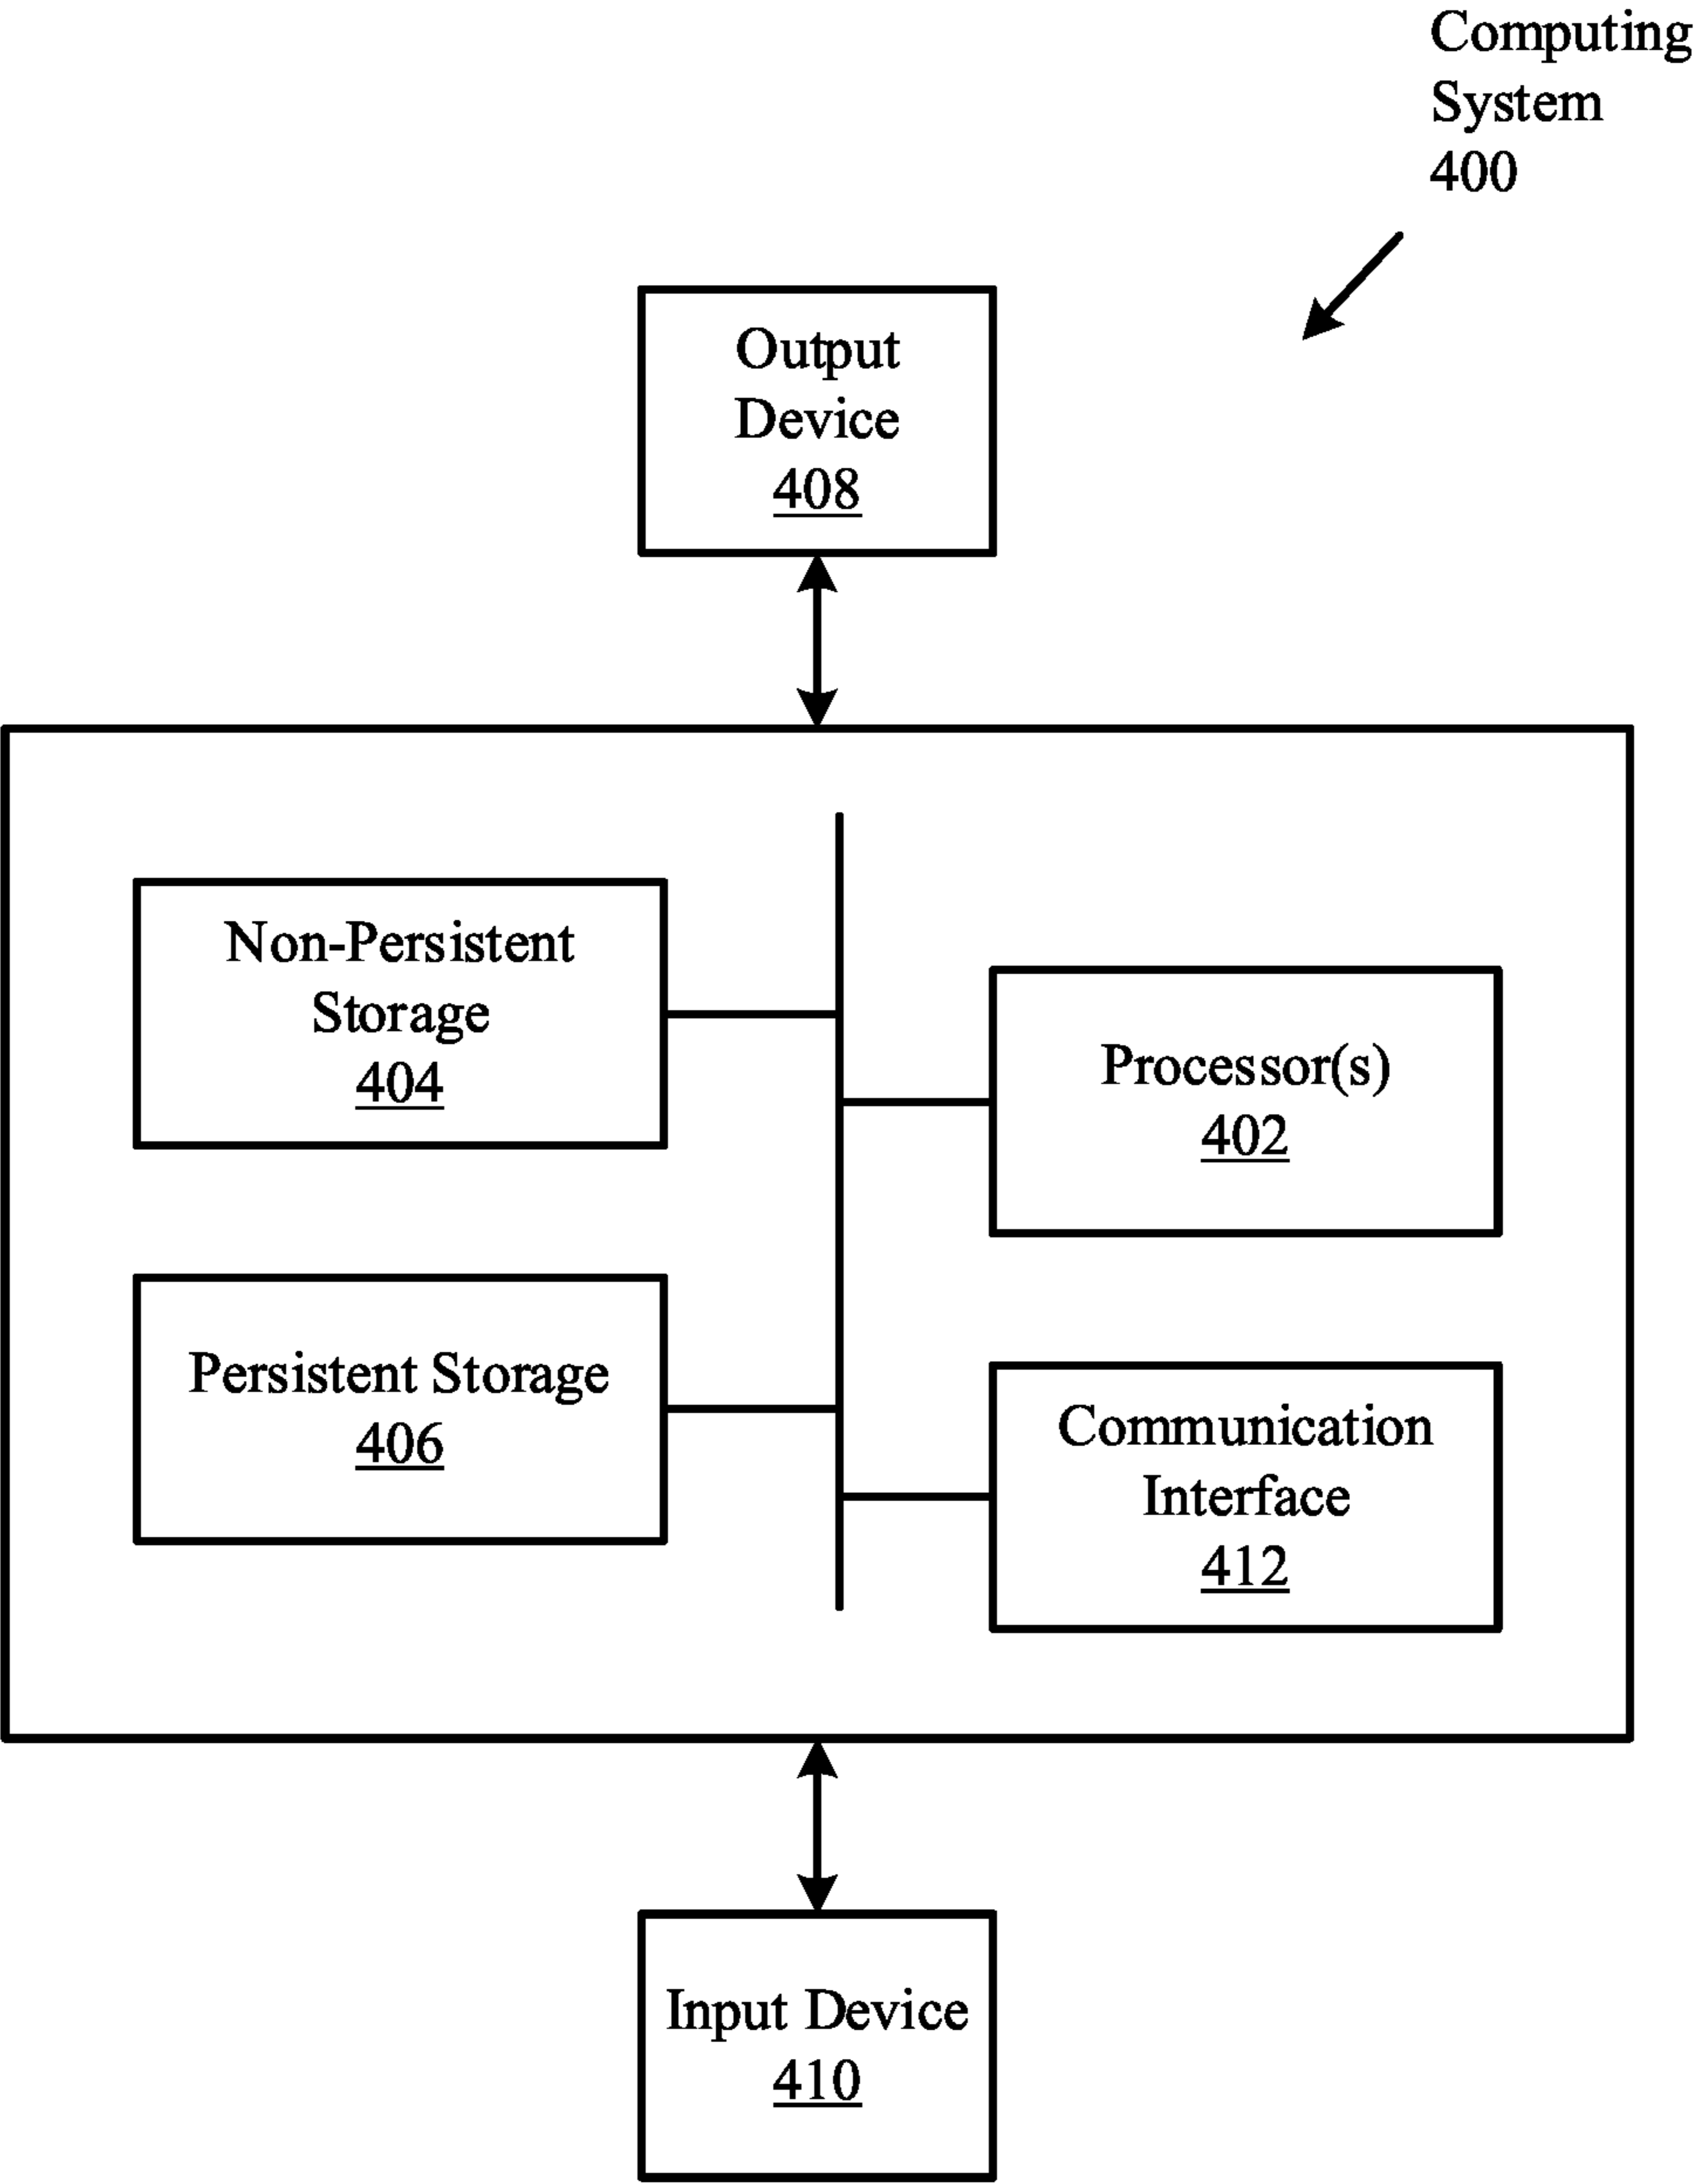 Computing
System
400
Output
Device
408
Non-Persistent
Storage
404
Processor(s)
402
Persistent Storage
406
Communication
Interface
412
Input Device
410